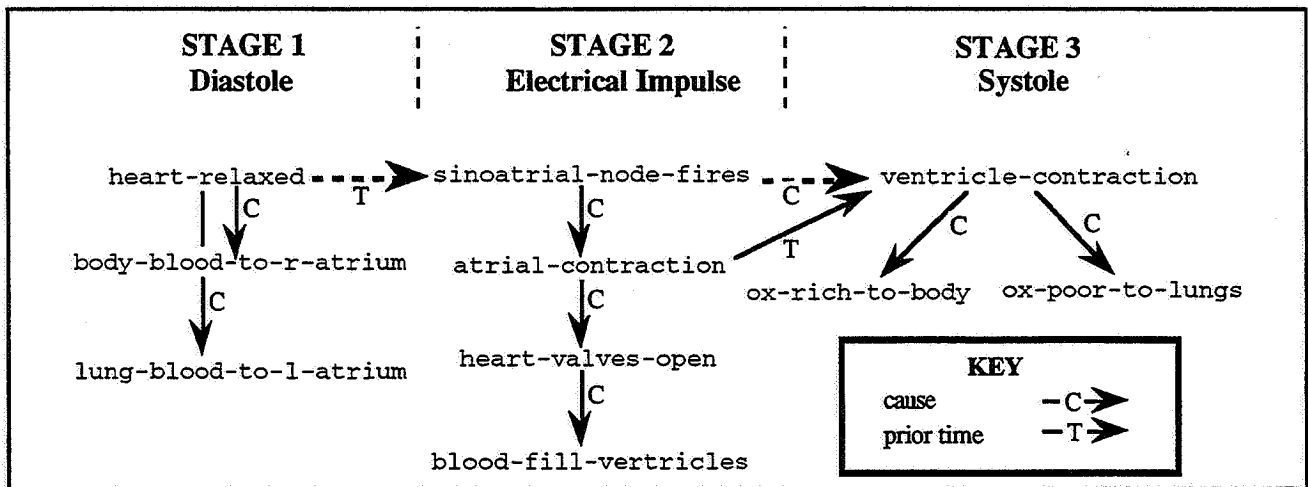 STAGE 1
Diastole
STAGE 2
Electrical Impulse
STAGE 3
Systole
heart-relaxed
T
sinoatrial-node-fires
C
ventricle-contraction
C
C
C
C
body-blood-to-r-atrium
atrial-contraction
T
ox-rich-to-body
ox-poor-to-lungs
C
C
lung-blood-to-l-atrium
heart-valves-open
C
blood-fill-vertricles
KEY
cause C
prior time T